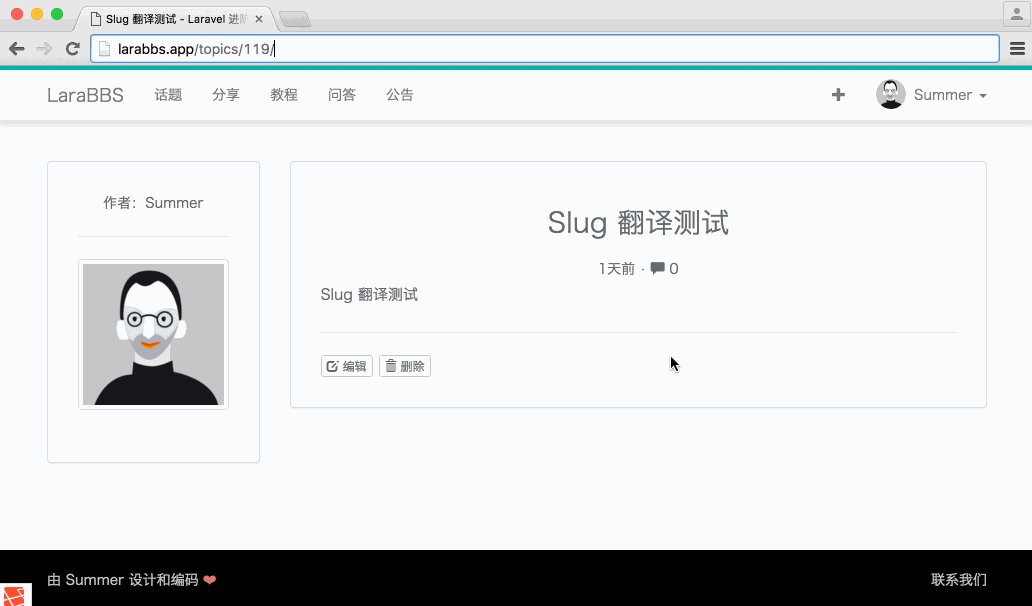 Slug 翻译测试 - Laravel 进阶
larabbs.app/topics/119/
LaraBBS 话题 分享 教程 问答 公告 Summer
作者：Summer
Slug 翻译测试
1天前 · 0
Slug 翻译测试
编辑 删除
由 Summer 设计和编码 ❤ 联系我们